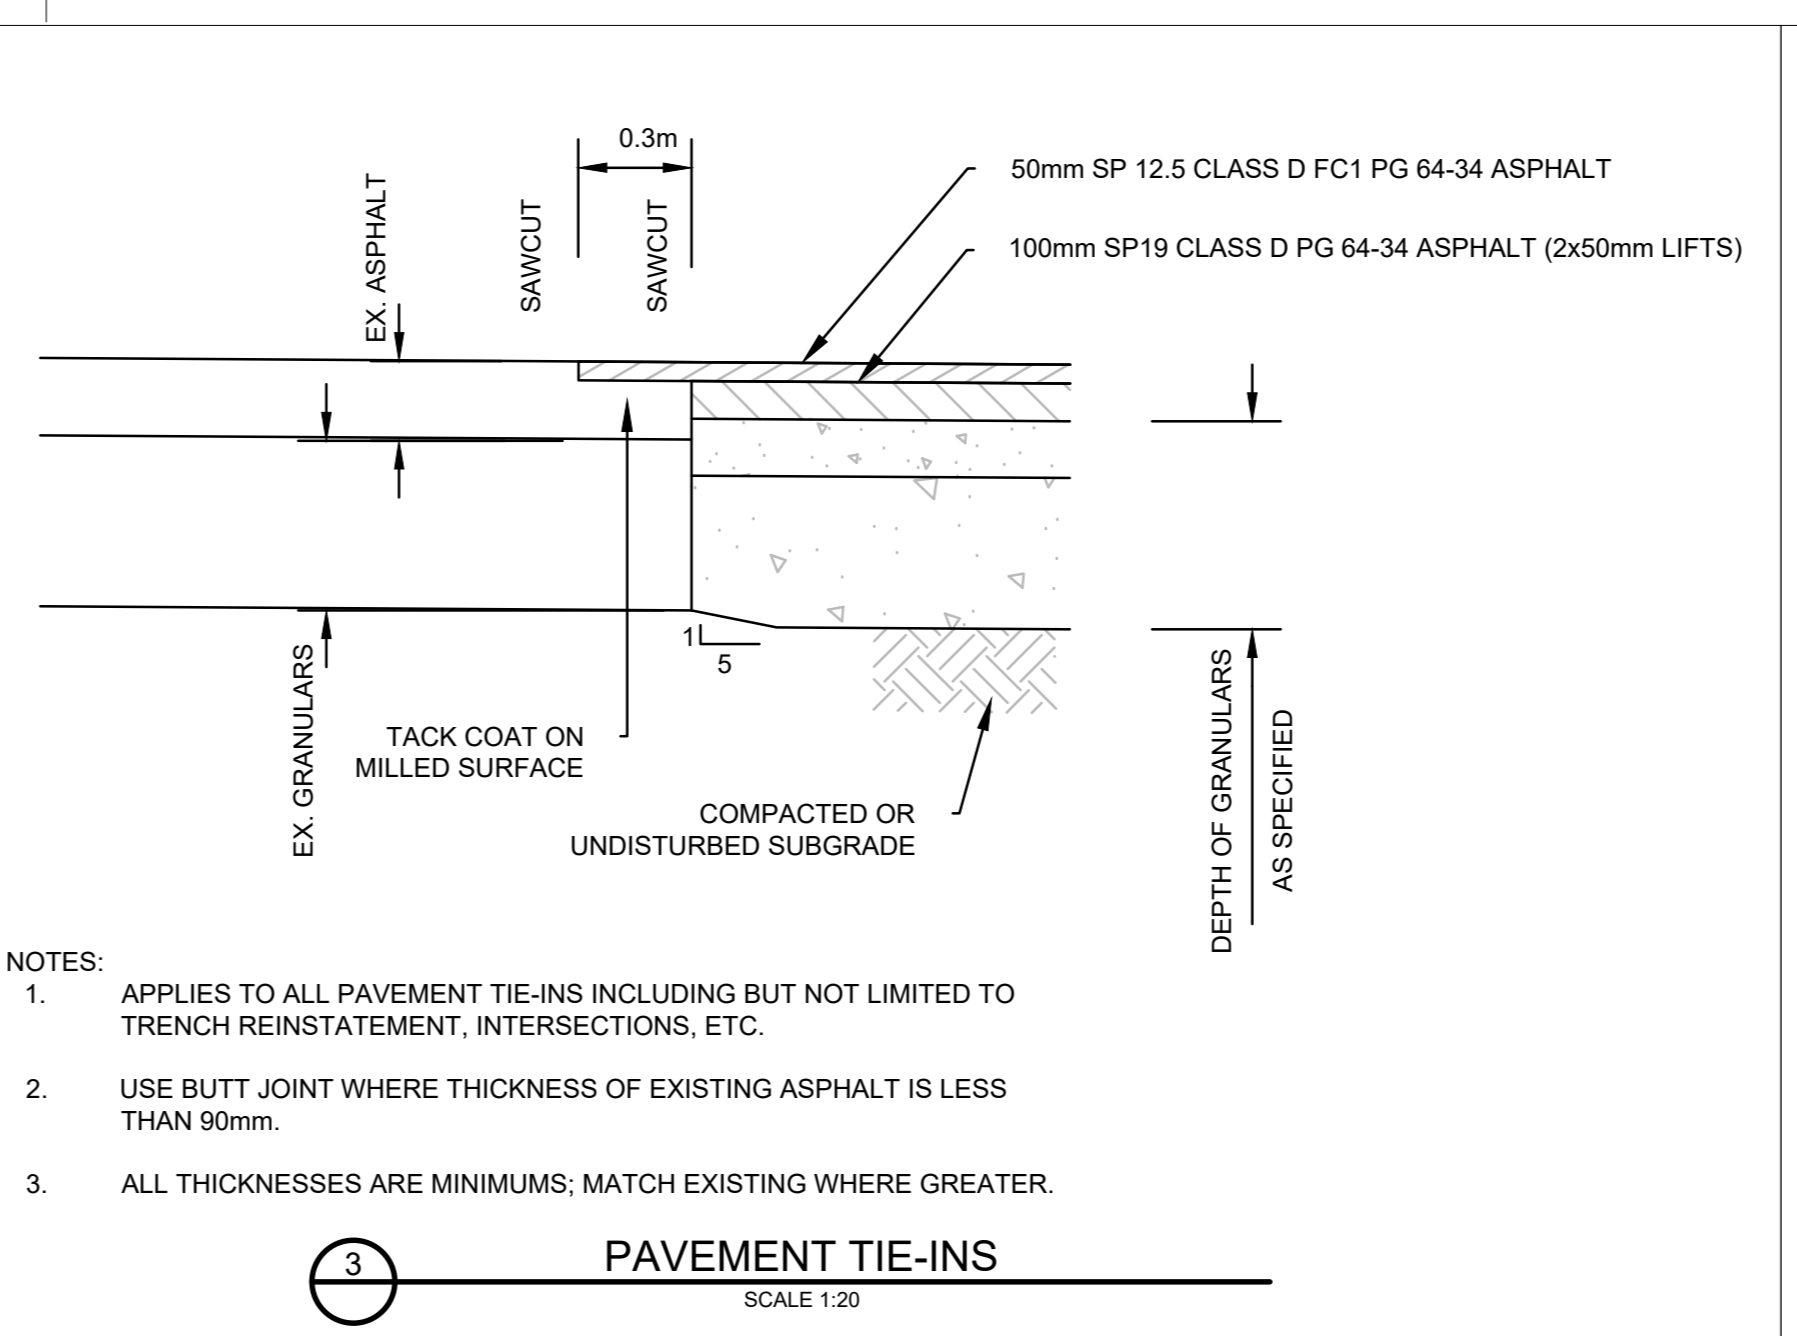 0.3m
EX. ASPHALT
SAWCUT
SAWCUT
50mm SP 12.5 CLASS D FC1 PG 64-34 ASPHALT
100mm SP19 CLASS D PG 64-34 ASPHALT (2x50mm LIFTS)
1
5
EX. GRANULARS
TACK COAT ON
MILLED SURFACE
COMPACTED OR
UNDISTURBED SUBGRADE
DEPTH OF GRANULARS
AS SPECIFIED
NOTES:
1. APPLIES TO ALL PAVEMENT TIE-INS INCLUDING BUT NOT LIMITED TO
TRENCH REINSTATEMENT, INTERSECTIONS, ETC.
2. USE BUTT JOINT WHERE THICKNESS OF EXISTING ASPHALT IS LESS
THAN 90mm.
3. ALL THICKNESSES ARE MINIMUMS; MATCH EXISTING WHERE GREATER.
3
PAVEMENT TIE-INS
SCALE 1:20